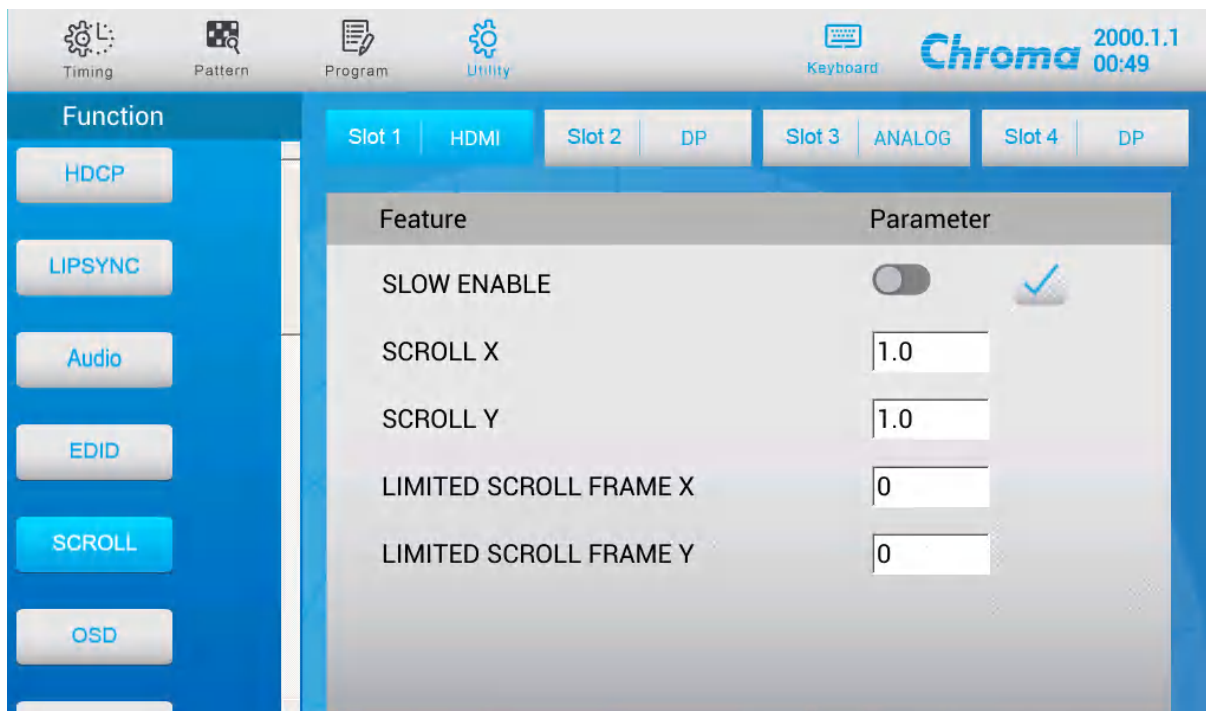 Timing Pattern Program Utility Keyboard Chroma 2000.1.1
00:49
Function
Slot 1 HDMI Slot 2 DP Slot 3 ANALOG Slot 4 DP
HDCP
LIPSYNC
Audio
EDID
SCROLL
OSD
Feature Parameter
SLOW ENABLE
SCROLL X 1.0
SCROLL Y 1.0
LIMITED SCROLL FRAME X 0
LIMITED SCROLL FRAME Y 0